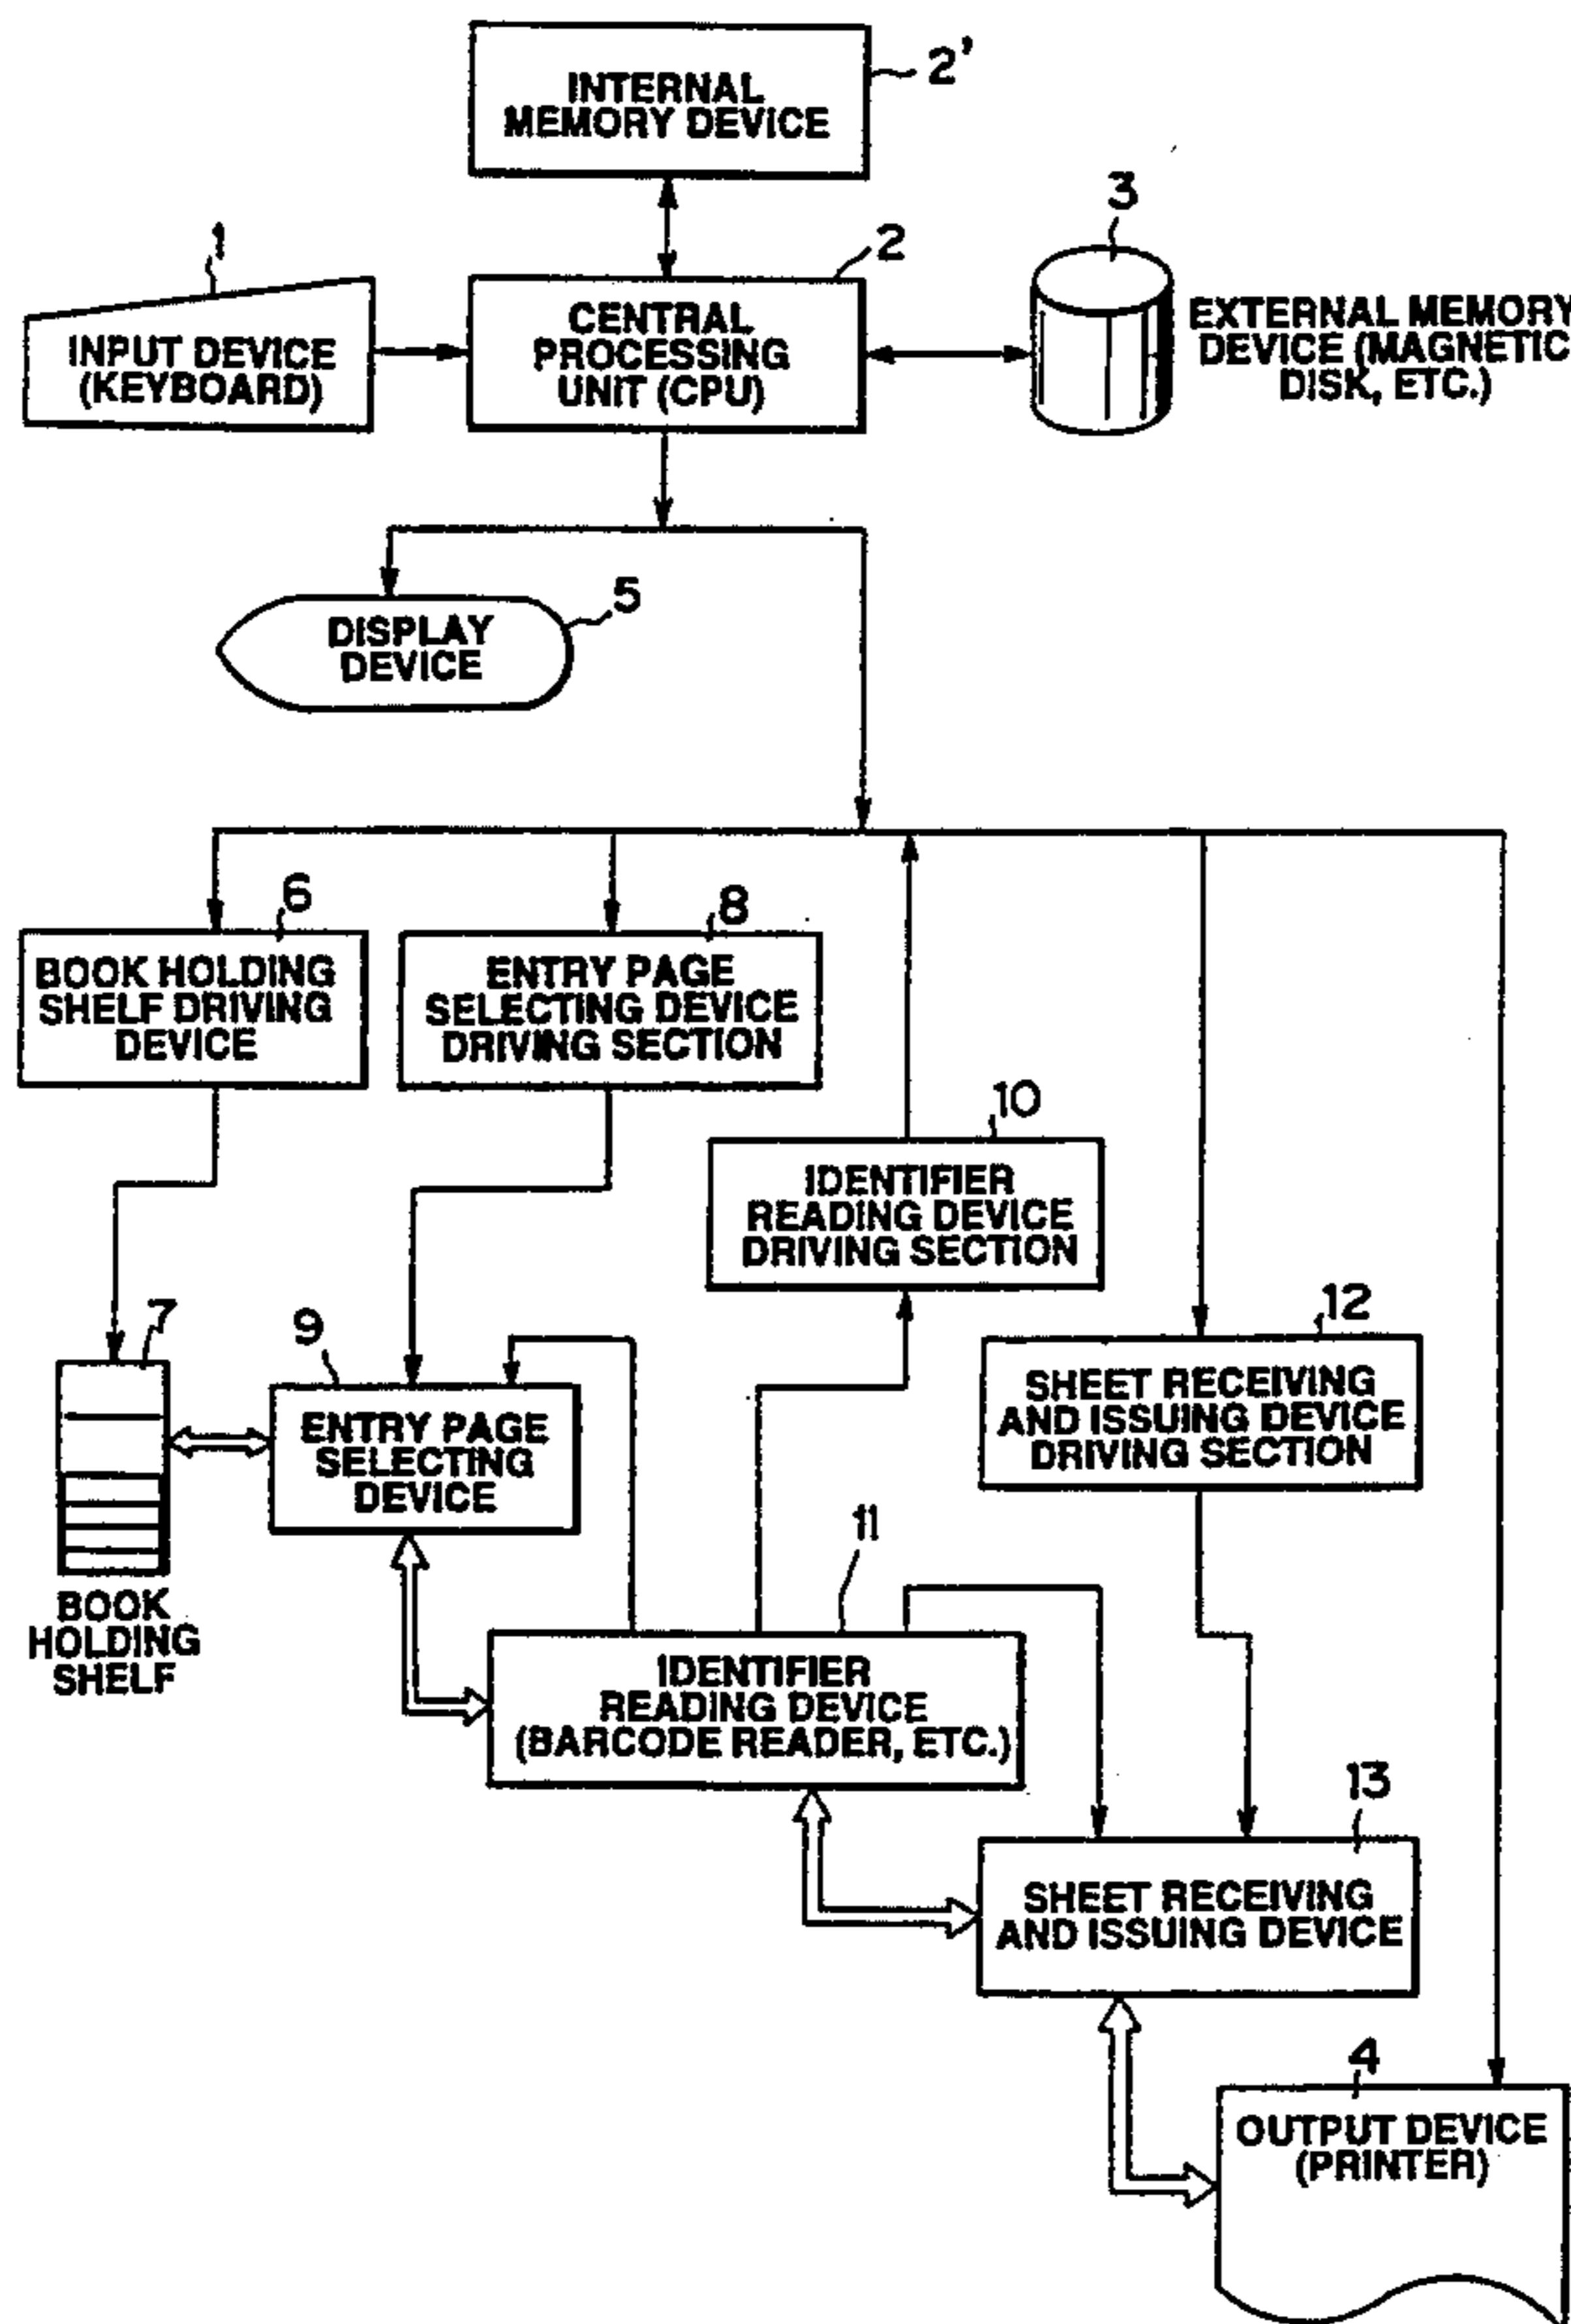 2'
INTERNAL
MEMORY DEVICE
1
2
3
INPUT DEVICE
(KEYBOARD)
CENTRAL
PROCESSING
UNIT (CPU)
EXTERNAL MEMORY
DEVICE (MAGNETIC
DISK, ETC.)
5
DISPLAY
DEVICE
6
8
BOOK HOLDING
SHELF DRIVING
DEVICE
ENTRY PAGE
SELECTING DEVICE
DRIVING SECTION
10
IDENTIFIER
READING DEVICE
DRIVING SECTION
7
9
12
ENTRY PAGE
SELECTING
DEVICE
SHEET RECEIVING
AND ISSUING DEVICE
DRIVING SECTION
11
BOOK
HOLDING
SHELF
IDENTIFIER
READING DEVICE
(BARCODE READER, ETC.)
13
SHEET RECEIVING
AND ISSUING DEVICE
4
OUTPUT DEVICE
(PRINTER)